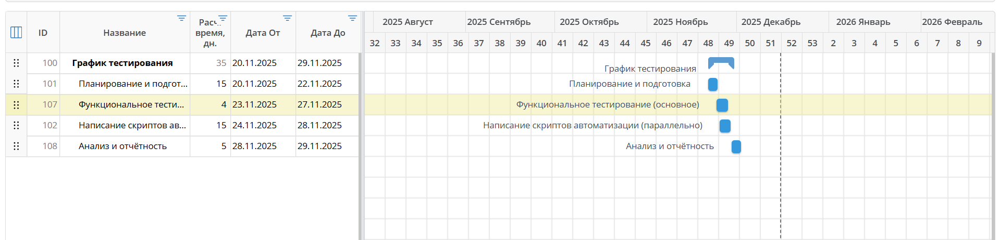 ID
Название
Расч.
время,
дн.
Дата От
Дата До
2025 Август
2025 Сентябрь
2025 Октябрь
2025 Ноябрь
2025 Декабрь
2026 Январь
2026 Февраль
32 33 34 35 36 37 38 39 40 41 42 43 44 45 46 47 48 49 50 51 52 53 2 3 4 5 6 7 8 9
100 График тестирования 35 20.11.2025 29.11.2025
График тестирования
101 Планирование и подгот... 15 20.11.2025 22.11.2025
Планирование и подготовка
107 Функциональное тести... 4 23.11.2025 27.11.2025
Функциональное тестирование (основное)
102 Написание скриптов ав... 15 24.11.2025 28.11.2025
Написание скриптов автоматизации (параллельно)
108 Анализ и отчётность 5 28.11.2025 29.11.2025
Анализ и отчётность